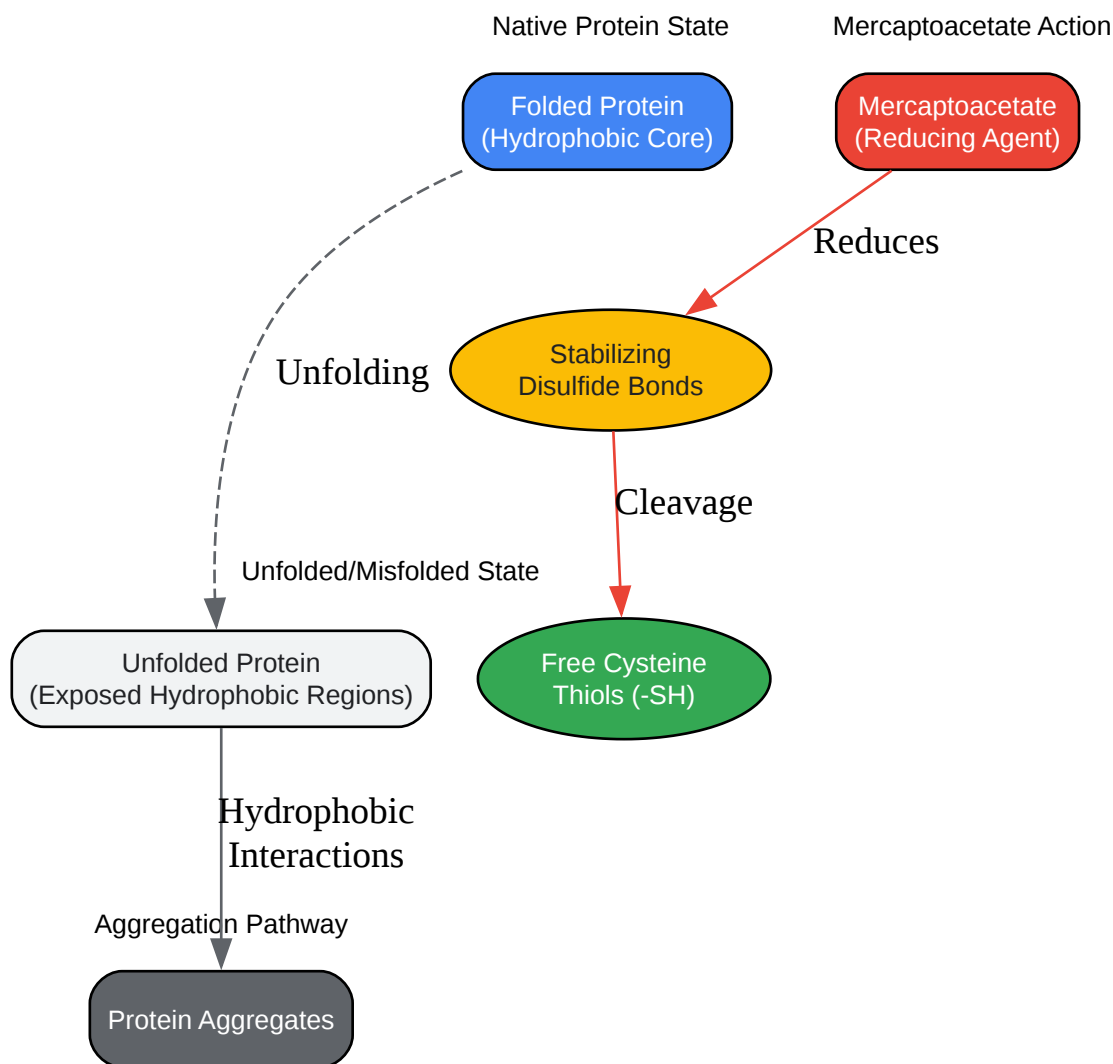 Native Protein State
Mercaptoacetate Action
Folded Protein
(Hydrophobic Core)
Mercaptoacetate
(Reducing Agent)
Reduces
Stabilizing
Disulfide Bonds
Unfolding
Cleavage
Unfolded/Misfolded State
Unfolded Protein
(Exposed Hydrophobic Regions)
Free Cysteine
Thiols (-SH)
Hydrophobic
Interactions
Aggregation Pathway
Protein Aggregates